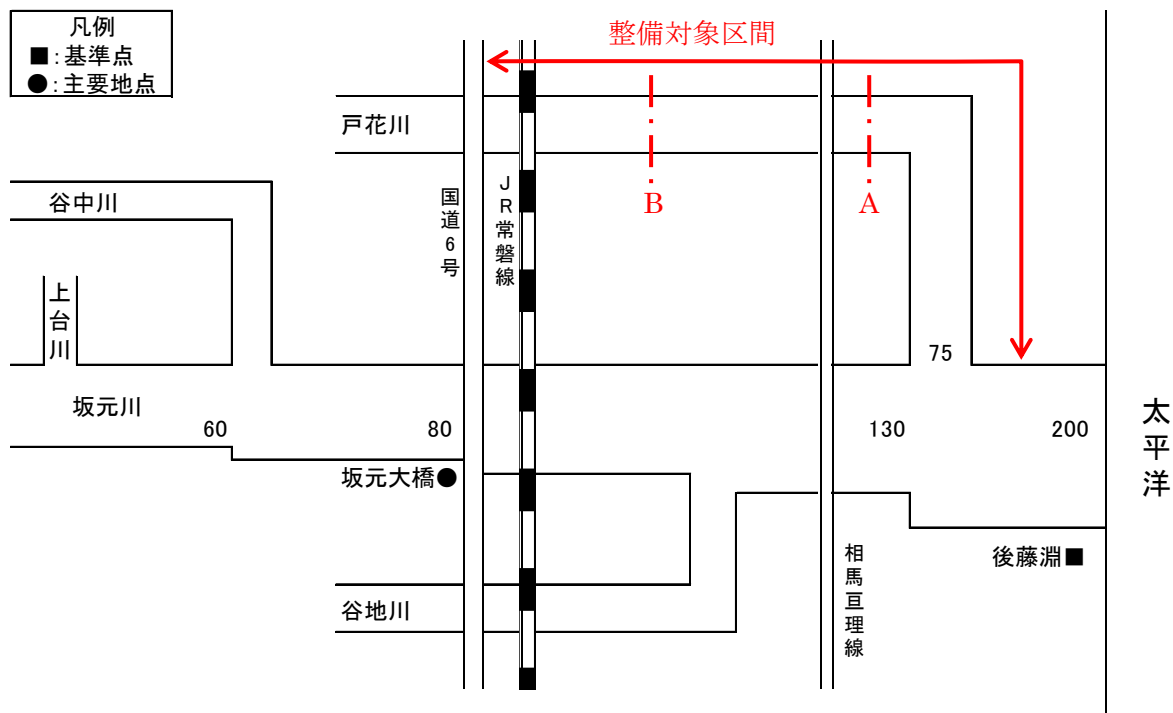 凡例
■:基準点
●:主要地点
整備対象区間
戸花川
谷中川
国道6号
JR常磐線
B
A
上台川
75
坂元川
60
80
130
200
太平洋
坂元大橋●
後藤淵■
相馬亘理線
谷地川